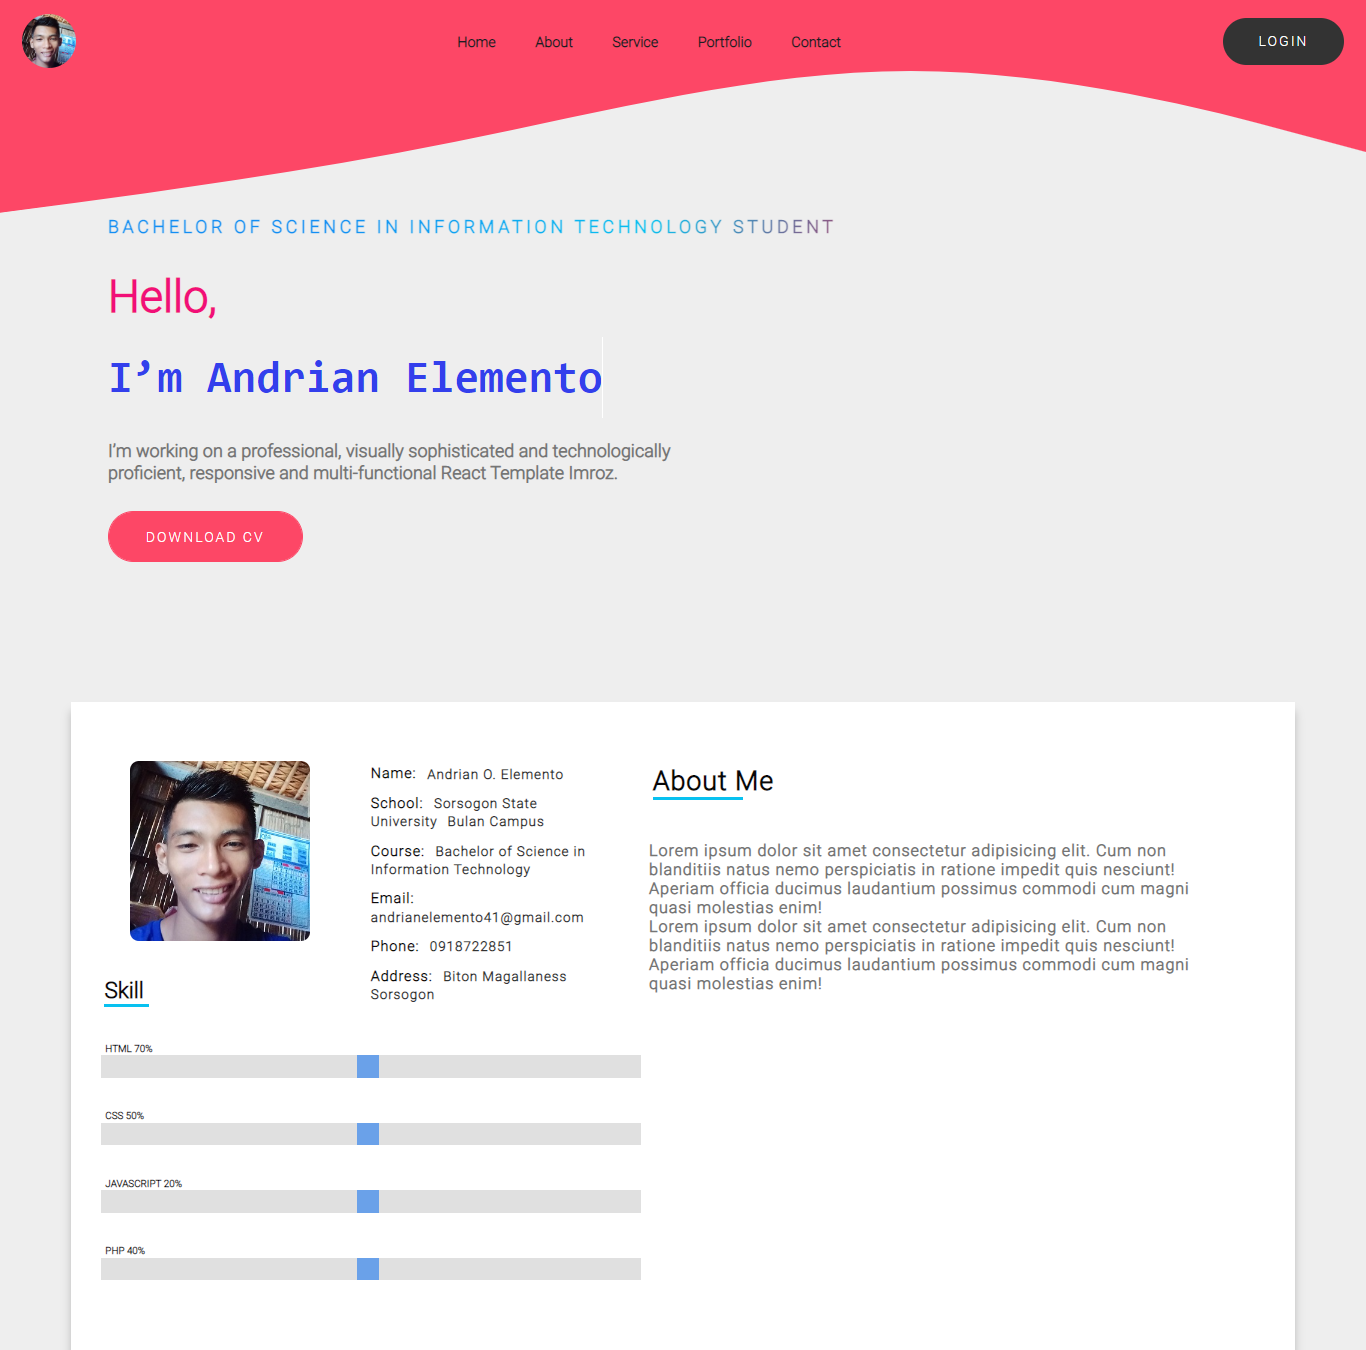 Home About Service Portfolio Contact LOGIN
BACHELOR OF SCIENCE IN INFORMATION TECHNOLOGY STUDENT
Hello,
I’m Andrian Elemento
I’m working on a professional, visually sophisticated and technologically
proficient, responsive and multi-functional React Template Imroz.
DOWNLOAD CV
Name: Andrian O. Elemento
School: Sorsogon State
University Bulan Campus
Course: Bachelor of Science in
Information Technology
Email:
andrianelemento41@gmail.com
Phone: 0918722851
Address: Biton Magallaness
Sorsogon
Skill
HTML 70%
CSS 50%
JAVASCRIPT 20%
PHP 40%
About Me
Lorem ipsum dolor sit amet consectetur adipisicing elit. Cum non
blanditiis natus nemo perspiciatis in ratione impedit quis nesciunt!
Aperiam officia ducimus laudantium possimus commodi cum magni
quasi molestias enim!
Lorem ipsum dolor sit amet consectetur adipisicing elit. Cum non
blanditiis natus nemo perspiciatis in ratione impedit quis nesciunt!
Aperiam officia ducimus laudantium possimus commodi cum magni
quasi molestias enim!